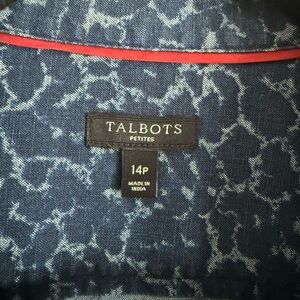 TALBOTS
PETITES
14P
MADE IN
INDIA